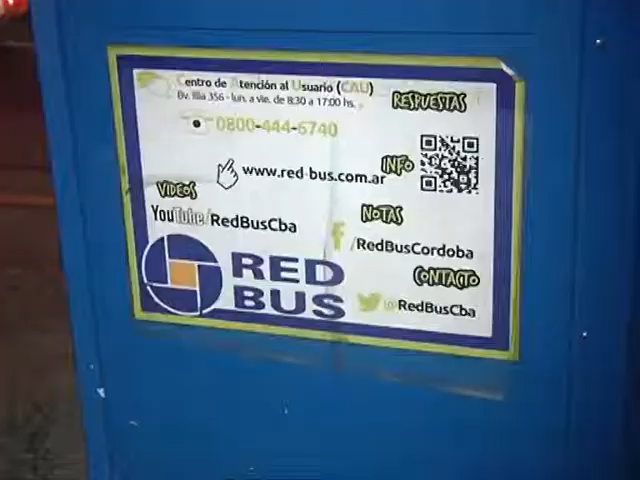 Centro de Atención al Usuario (CAU)
Bv. Illia 356 - lun. a vie. de 8:30 a 17:00 hs.
RESPUESTAS
0800-444-6740
INFO
www.red-bus.com.ar
VIDEOS
YouTube/RedBusCba
NOTAS
f/RedBusCordoba
CONTACTO
@RedBusCba
RED
BUS